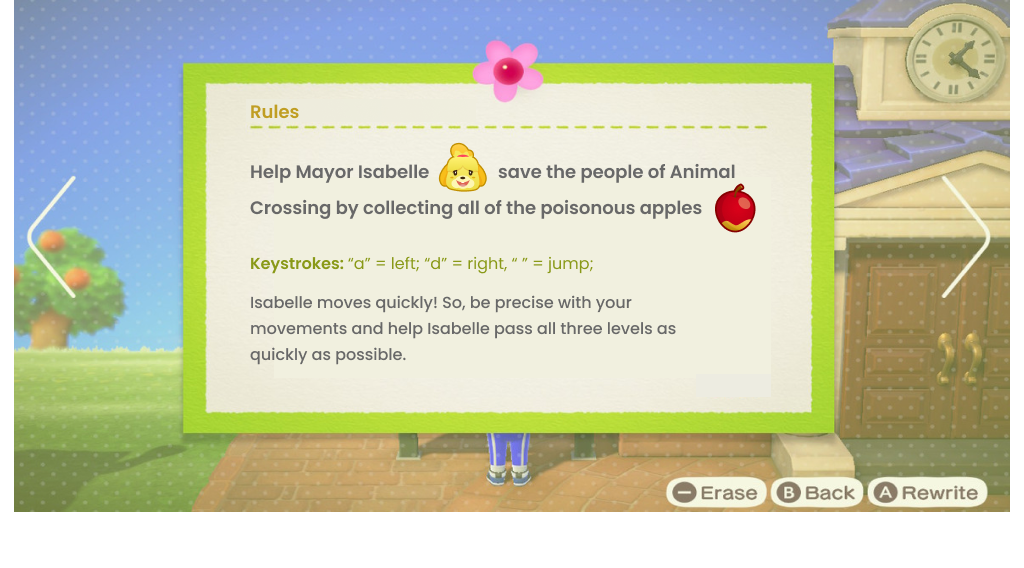 Rules
Help Mayor Isabelle save the people of Animal
Crossing by collecting all of the poisonous apples
Keystrokes: “a” = left; “d” = right, “ ” = jump;
Isabelle moves quickly! So, be precise with your
movements and help Isabelle pass all three levels as
quickly as possible.
− Erase B Back A Rewrite